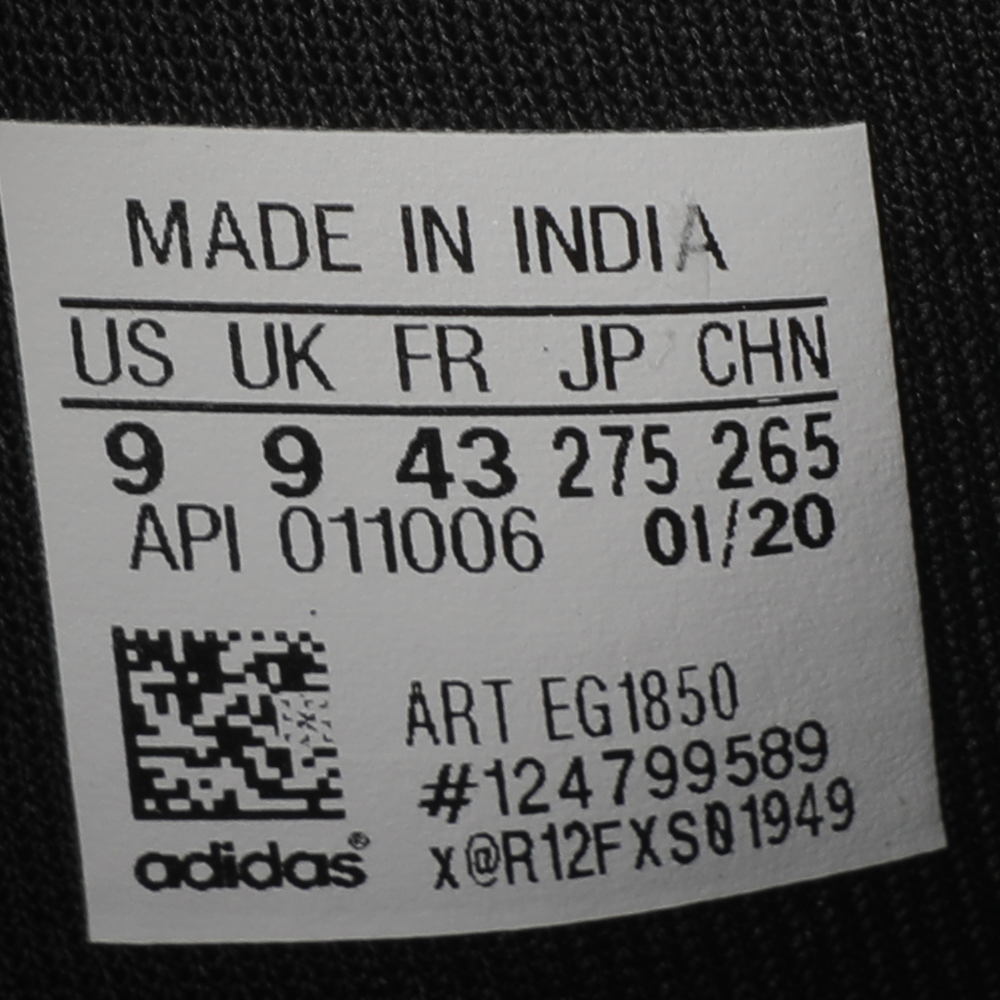 MADE IN INDIA
US UK FR JP CHN
9 9 43 275 265
API 011006 01/20
ART EG1850
#124799589
x@R12FXS01949
adidas®